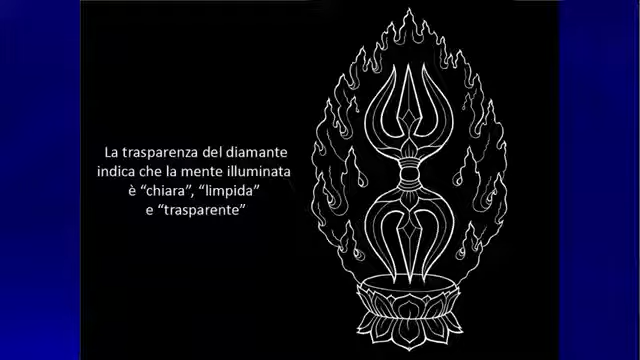 La trasparenza del diamante
indica che la mente illuminata
è “chiara”, “limpida”
e “trasparente”